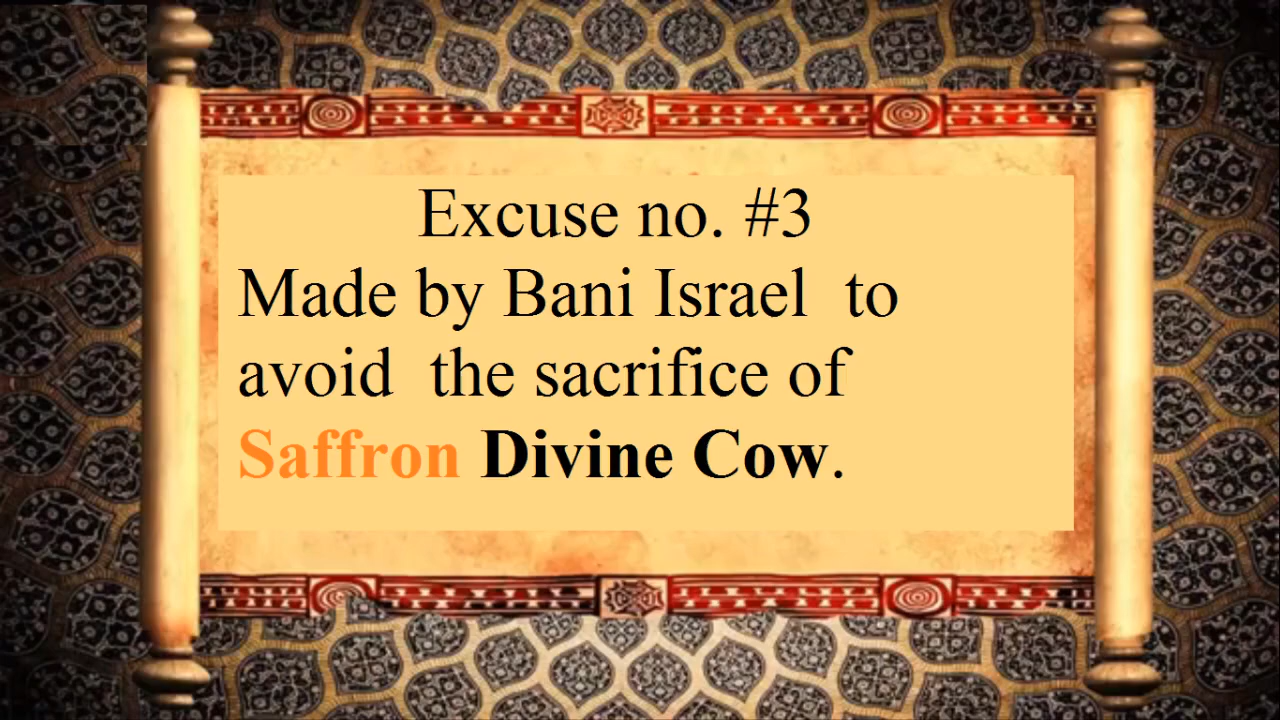 Excuse no. #3
Made by Bani Israel to
avoid the sacrifice of
Saffron Divine Cow.